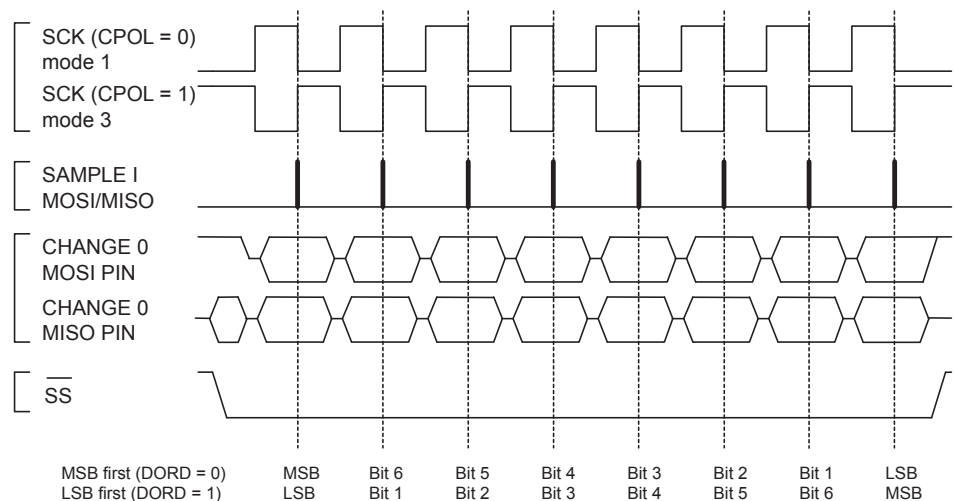 SCK (CPOL = 0)
mode 1
SCK (CPOL = 1)
mode 3
SAMPLE I
MOSI/MISO
CHANGE 0
MOSI PIN
CHANGE 0
MISO PIN
SS
MSB first (DORD = 0) MSB Bit 6 Bit 5 Bit 4 Bit 3 Bit 2 Bit 1 LSB
LSB first (DORD = 1) LSB Bit 1 Bit 2 Bit 3 Bit 4 Bit 5 Bit 6 MSB